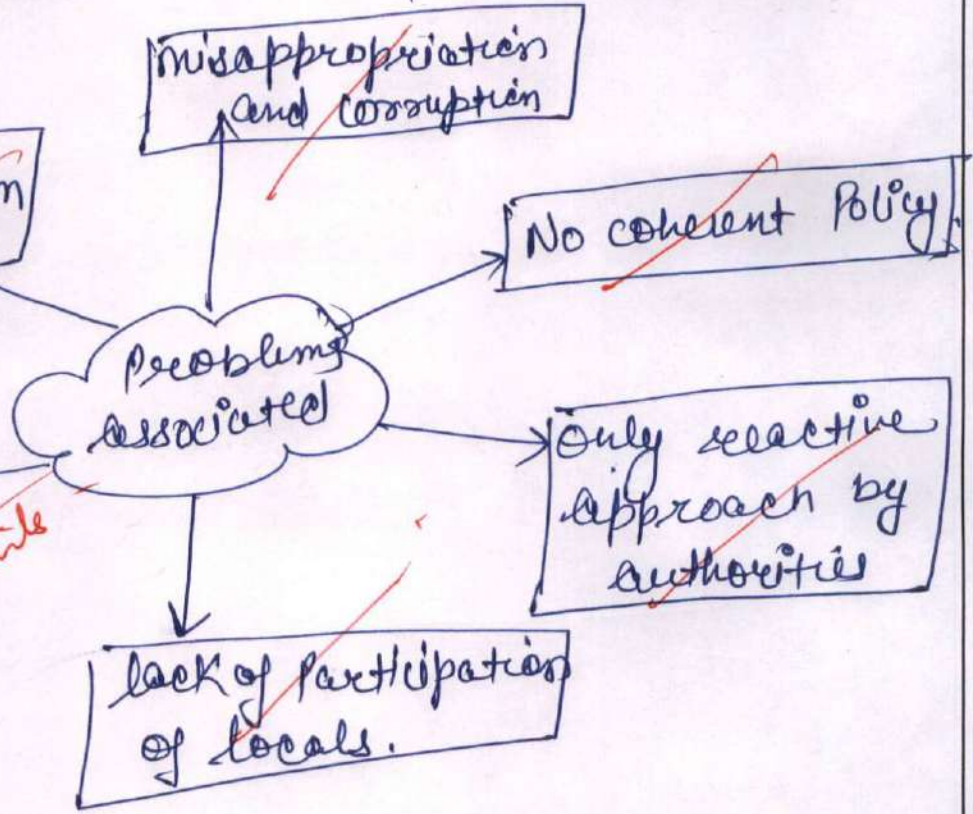 misappropriation
and corruption
No coherent Policy
Problems
associated
Only reactive
approach by
authorities
lack of Participation
of locals.